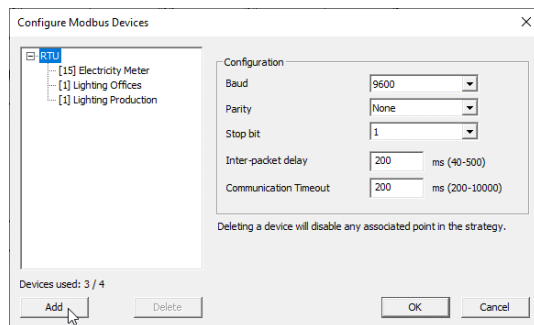 Configure Modbus Devices
RTU
[15] Electricity Meter
[1] Lighting Offices
[1] Lighting Production
Configuration
Baud 9600
Parity None
Stop bit 1
Inter-packet delay 200 ms (40-500)
Communication Timeout 200 ms (200-10000)
Deleting a device will disable any associated point in the strategy.
Devices used: 3 / 4
Add Delete OK Cancel